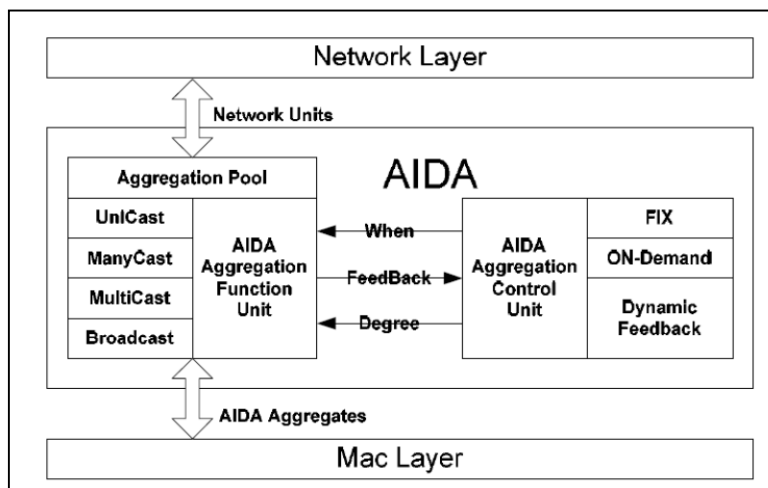 Network Layer
Network Units
AIDA
Aggregation Pool
UniCast
ManyCast
MultiCast
Broadcast
AIDA
Aggregation
Function
Unit
When
FeedBack
Degree
AIDA
Aggregation
Control
Unit
FIX
ON-Demand
Dynamic
Feedback
AIDA Aggregates
Mac Layer